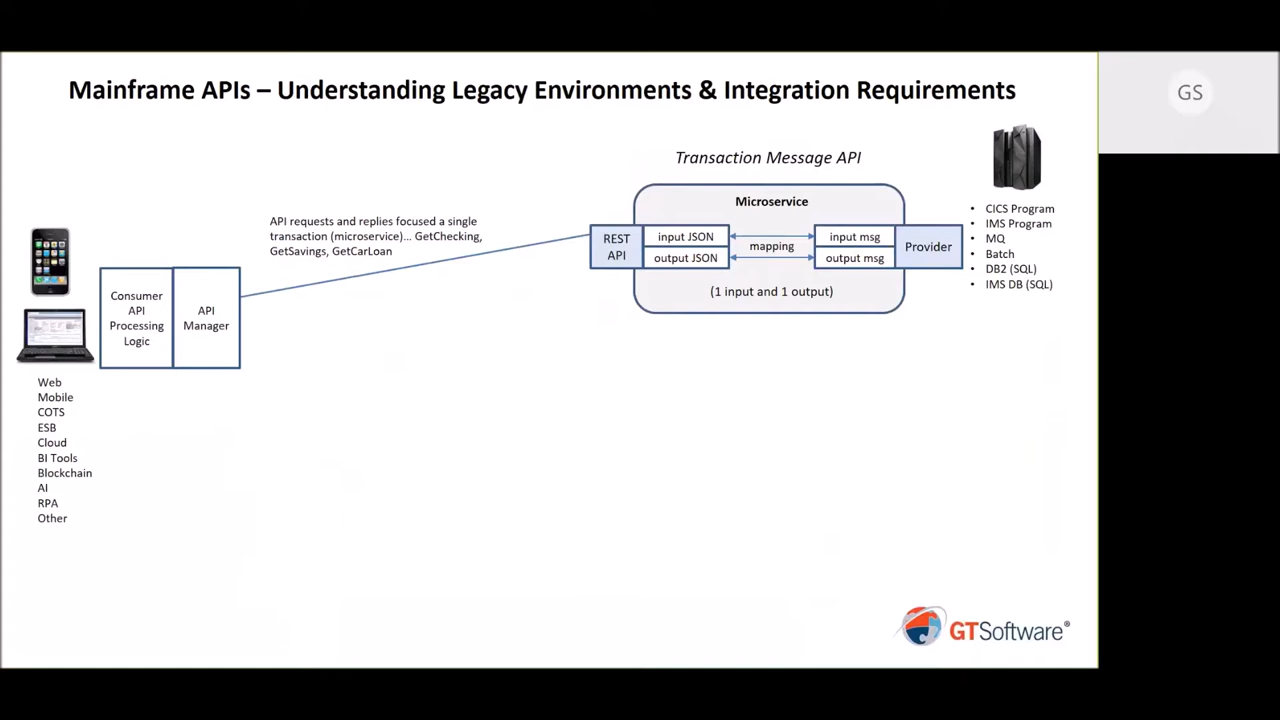 Mainframe APIs – Understanding Legacy Environments & Integration Requirements
GS
Transaction Message API
Microservice
API requests and replies focused a single
transaction (microservice)... GetChecking,
GetSavings, GetCarLoan
REST
API
input JSON
output JSON
mapping
input msg
output msg
Provider
(1 input and 1 output)
• CICS Program
• IMS Program
• MQ
• Batch
• DB2 (SQL)
• IMS DB (SQL)
Consumer
API
Processing
Logic
API
Manager
Web
Mobile
COTS
ESB
Cloud
BI Tools
Blockchain
AI
RPA
Other
GTSoftware®